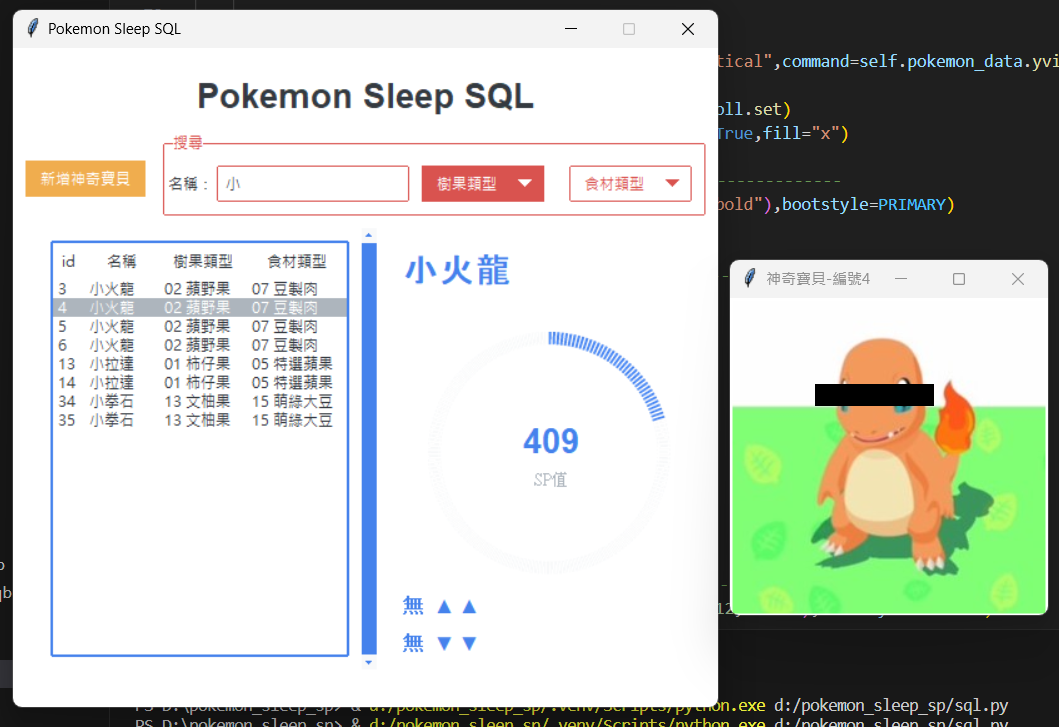 Pokemon Sleep SQL
Pokemon Sleep SQL
搜尋
新增神奇寶貝
名稱： 小 樹果類型 食材類型
id 名稱 樹果類型 食材類型
3 小火龍 02 蘋野果 07 豆製肉
4 小火龍 02 蘋野果 07 豆製肉
5 小火龍 02 蘋野果 07 豆製肉
6 小火龍 02 蘋野果 07 豆製肉
13 小拉達 01 柿仔果 05 特選蘋果
14 小拉達 01 柿仔果 05 特選蘋果
34 小拳石 13 文柚果 15 萌綠大豆
35 小拳石 13 文柚果 15 萌綠大豆
小火龍
409
SP值
無 ▲ ▲
無 ▼ ▼
tical",command=self.pokemon_data.yvi
oll.set)
True,fill="x")
bold"),bootstyle=PRIMARY)
神奇寶貝-編號4
PS D:\pokemon_sleep_sp> & d:/pokemon_sleep_sp/.venv/Scripts/python.exe d:/pokemon_sleep_sp/sql.py
PS D:\pokemon_sleep_sp> & d:/pokemon_sleep_sp/.venv/Scripts/python.exe d:/pokemon_sleep_sp/sql.py